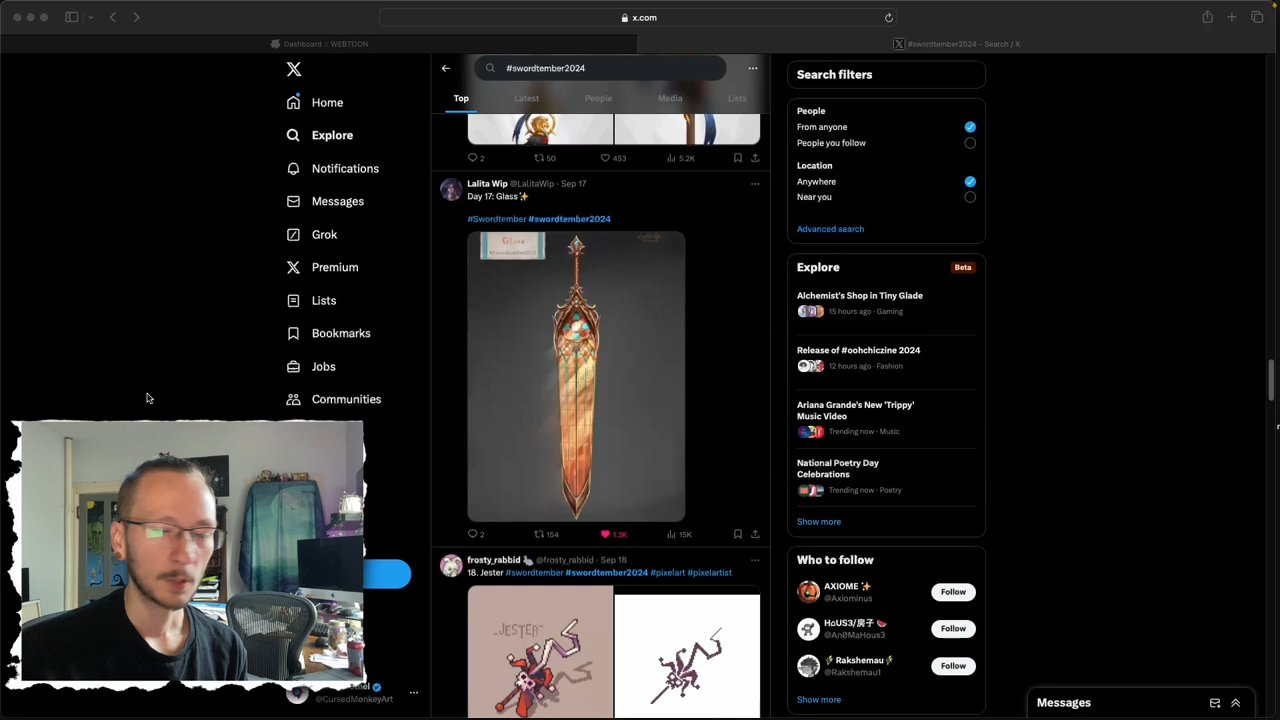 x.com
Dashboard :: WEBTOON
#swordtember2024 - Search / X
Home
Explore
Notifications
Messages
Grok
Premium
Lists
Bookmarks
Jobs
Communities
@CursedMonkeyArt
#swordtember2024
Top
Latest
People
Media
Lists
2
50
453
5.2K
Lalita Wip @LalitaWip · Sep 17
Day 17: Glass✨
#Swordtember #swordtember2024
2
154
1.3K
15K
frosty_rabbid @frosty_rabbid · Sep 18
18. Jester #swordtember #swordtember2024 #pixelart #pixelartist
JESTER
Search filters
People
From anyone
People you follow
Location
Anywhere
Near you
Advanced search
Explore
Beta
Alchemist's Shop in Tiny Glade
15 hours ago · Gaming
Release of #oohchiczine 2024
12 hours ago · Fashion
Ariana Grande's New 'Trippy'
Music Video
Trending now · Music
National Poetry Day
Celebrations
Trending now · Poetry
Show more
Who to follow
AXIOME ✨
@Axiominus
Follow
@An0MaHous3
Follow
⚡ Rakshemau ⚡
@Rakshemau1
Follow
Show more
Messages